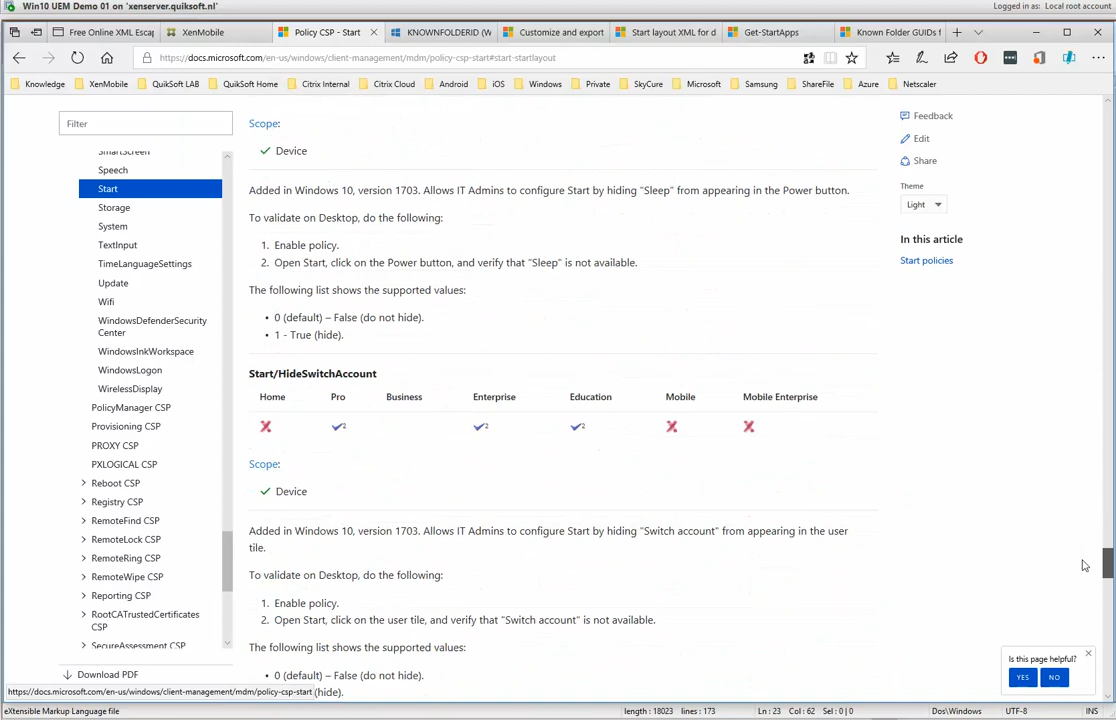 Win10 UEM Demo 01 on 'xenserver.quiksoft.nl'
Logged in as: Local root account
Free Online XML Escap
XenMobile
Policy CSP - Start
KNOWNFOLDERID (W
Customize and export
Start layout XML for d
Get-StartApps
Known Folder GUIDs f
https://docs.microsoft.com/en-us/windows/client-management/mdm/policy-csp-start#start-startlayout
Knowledge
XenMobile
QuikSoft LAB
QuikSoft Home
Citrix Internal
Citrix Cloud
Android
iOS
Windows
SkyCure
Microsoft
Samsung
ShareFile
Azure
Netscaler
Filter
SmartScreen
Speech
Start
Storage
System
TextInput
TimeLanguageSettings
Update
Wifi
WindowsDefenderSecurity
Center
WindowsInkWorkspace
WindowsLogon
WirelessDisplay
PolicyManager CSP
Provisioning CSP
PROXY CSP
PXLOGICAL CSP
Reboot CSP
Registry CSP
RemoteFind CSP
RemoteLock CSP
RemoteRing CSP
RemoteWipe CSP
Reporting CSP
RootCATrustedCertificates
CSP
SecureAssessment CSP
Download PDF
Scope:
Device
Added in Windows 10, version 1703. Allows IT Admins to configure Start by hiding "Sleep" from appearing in the Power button.
To validate on Desktop, do the following:
1. Enable policy.
2. Open Start, click on the Power button, and verify that "Sleep" is not available.
The following list shows the supported values:
• 0 (default) – False (do not hide).
• 1 - True (hide).
Start/HideSwitchAccount
Home Pro Business Enterprise Education Mobile Mobile Enterprise
2 2 2
Scope:
Device
Added in Windows 10, version 1703. Allows IT Admins to configure Start by hiding "Switch account" from appearing in the user
tile.
To validate on Desktop, do the following:
1. Enable policy.
2. Open Start, click on the user tile, and verify that "Switch account" is not available.
The following list shows the supported values:
• 0 (default) – False (do not hide).
(hide).
Feedback
Edit
Share
Theme
Light
In this article
Start policies
Is this page helpful?
YES
NO
https://docs.microsoft.com/en-us/windows/client-management/mdm/policy-csp-start
eXtensible Markup Language file
length : 18023 lines : 173
Ln : 23 Col : 62 Sel : 0 | 0
Dos\Windows
UTF-8
INS